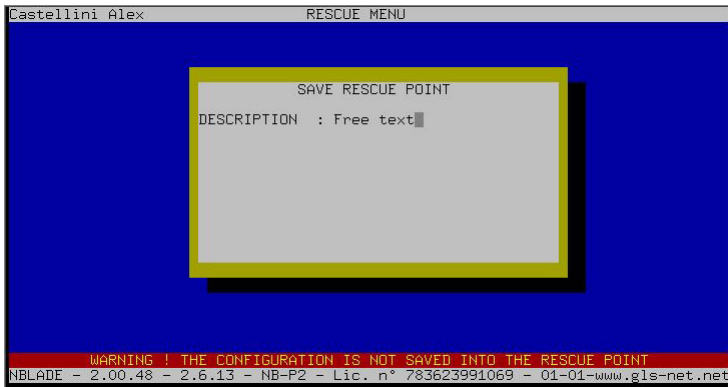 Castellini Alex RESCUE MENU
SAVE RESCUE POINT
DESCRIPTION : Free text
WARNING ! THE CONFIGURATION IS NOT SAVED INTO THE RESCUE POINT
NBLADE - 2.00.48 - 2.6.13 - NB-P2 - Lic. n° 783623991069 - 01-01-www.gls-net.net